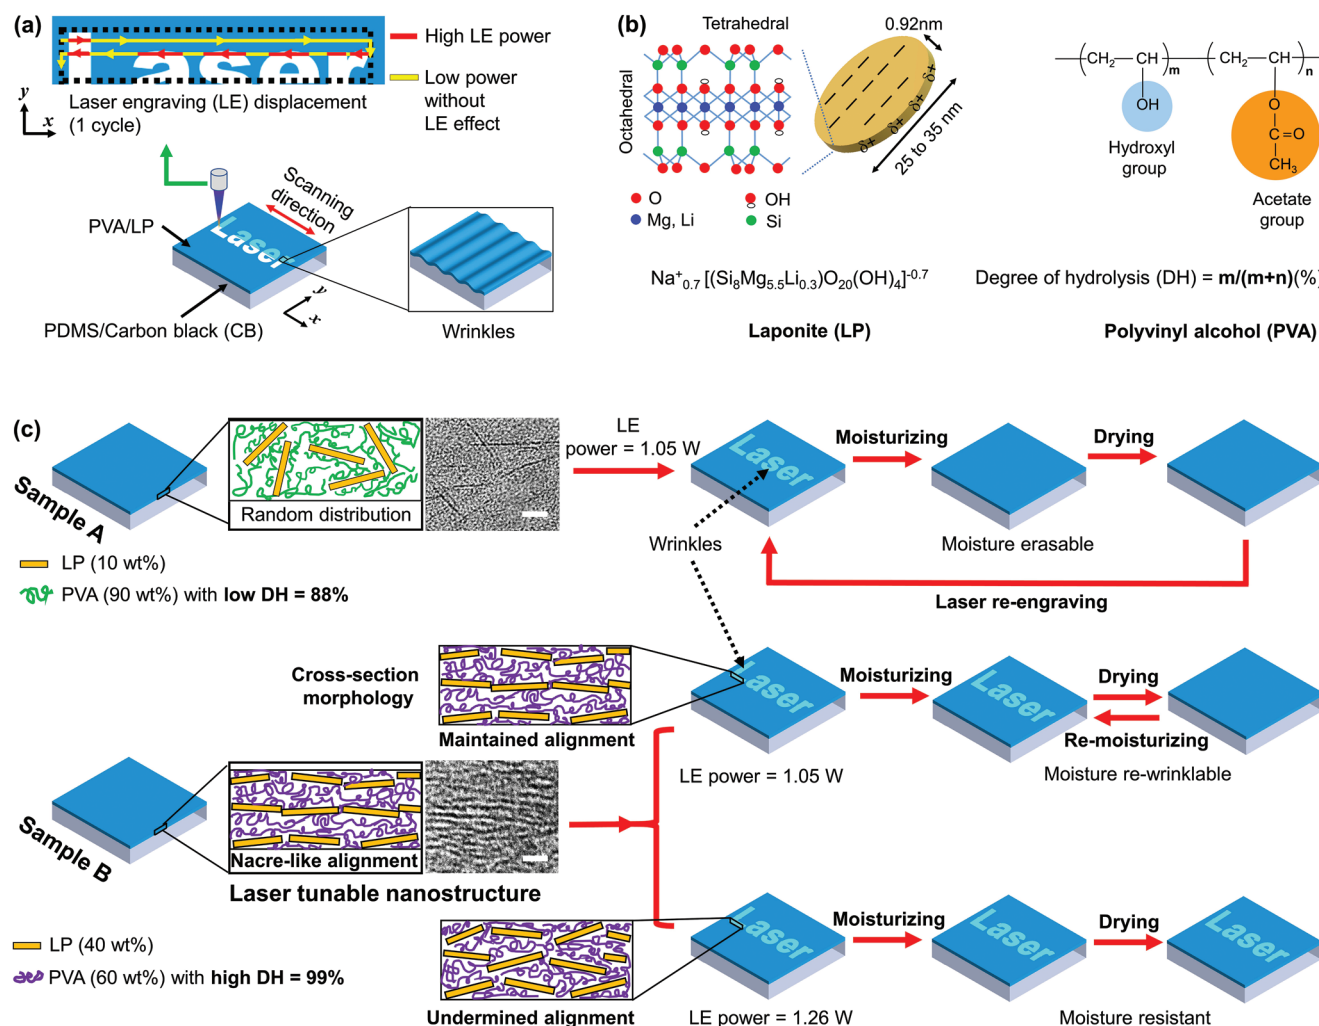 (a)
Laser
High LE power
Low power
without
LE effect
Laser engraving (LE) displacement
(1 cycle)
y
x
Scanning
direction
PVA/LP
Laser
y
x
PDMS/Carbon black (CB)
Wrinkles
(b)
Tetrahedral
Octahedral
0.92nm
δ+
δ+
δ+
δ+
25 to 35 nm
O
OH
Mg, Li
Si
Na⁺₀.₇ [(Si₈Mg₅.₅Li₀.₃)O₂₀(OH)₄]⁻⁰·⁷
Laponite (LP)
CH₂—CH
m
CH₂—CH
n
OH
O
C=O
CH₃
Hydroxyl
group
Acetate
group
Degree of hydrolysis (DH) = m/(m+n)(%)
Polyvinyl alcohol (PVA)
(c)
Sample A
Random distribution
LP (10 wt%)
PVA (90 wt%) with low DH = 88%
LE
power = 1.05 W
Laser
Moisturizing
Drying
Wrinkles
Moisture erasable
Laser re-engraving
Cross-section
morphology
Maintained alignment
Laser
LE power = 1.05 W
Moisturizing
Laser
Drying
Re-moisturizing
Moisture re-wrinklable
Sample B
Nacre-like alignment
Laser tunable nanostructure
LP (40 wt%)
PVA (60 wt%) with high DH = 99%
Undermined alignment
Laser
LE power = 1.26 W
Moisturizing
Laser
Drying
Laser
Moisture resistant